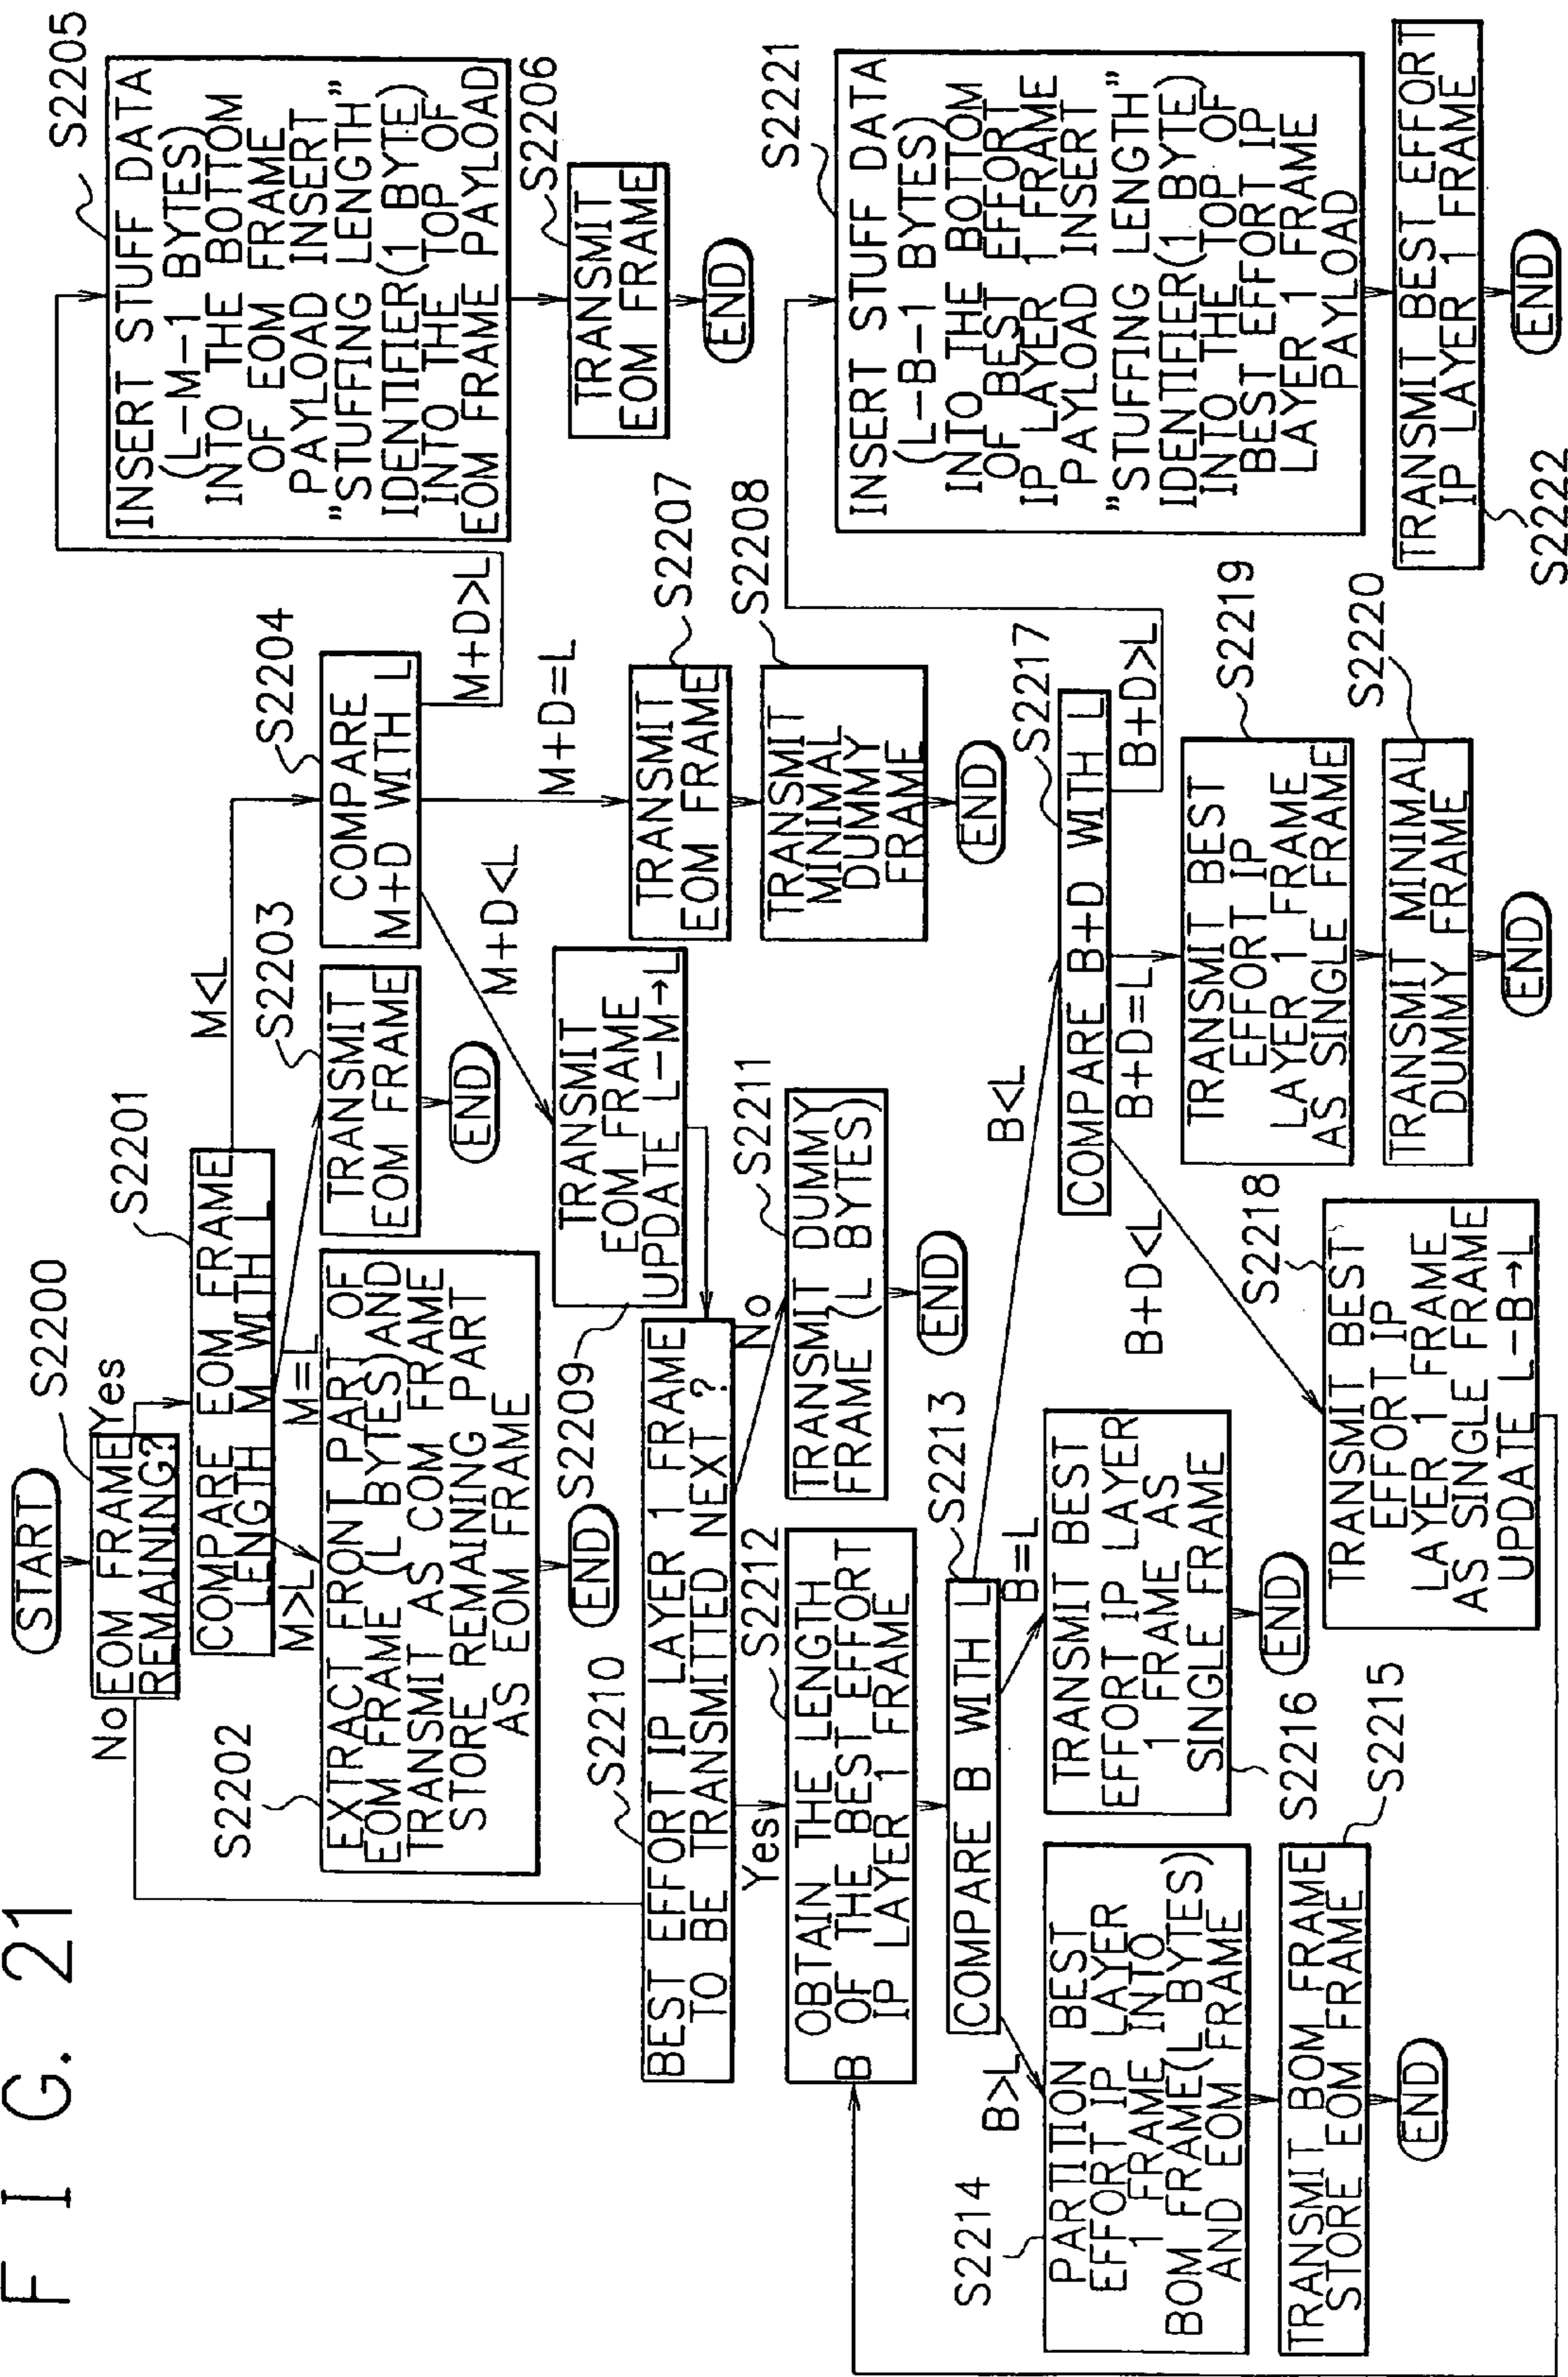 F I G. 21
START
S2200
EOM FRAME
REMAINING?
Yes
No
S2201
COMPARE EOM FRAME
LENGTH M WITH L
M>L
M=L
M<L
S2202
EXTRACT FRONT PART OF
EOM FRAME (L BYTES)AND
TRANSMIT AS COM FRAME
STORE REMAINING PART
AS EOM FRAME
END
S2203
TRANSMIT
EOM FRAME
END
S2204
COMPARE
M+D WITH L
M+D<L
M+D=L
M+D>L
S2205
INSERT STUFF DATA
(L-M-1 BYTES)
INTO THE BOTTOM
OF EOM FRAME
PAYLOAD INSERT
"STUFFING LENGTH"
IDENTIFIER(1 BYTE)
INTO THE TOP OF
EOM FRAME PAYLOAD
S2206
TRANSMIT
EOM FRAME
END
S2207
TRANSMIT
EOM FRAME
S2208
TRANSMIT
MINIMAL
DUMMY
FRAME
END
S2209
TRANSMIT
EOM FRAME
UPDATE L-M→L
S2210
BEST EFFORT IP LAYER 1 FRAME
TO BE TRANSMITTED NEXT ?
Yes
No
S2211
TRANSMIT DUMMY
FRAME (L BYTES)
END
S2212
OBTAIN THE LENGTH
B OF THE BEST EFFORT
IP LAYER 1 FRAME
S2213
COMPARE B WITH L
B>L
B=L
B<L
S2214
PARTITION BEST
EFFORT IP LAYER
1 FRAME INTO
BOM FRAME(L BYTES)
AND EOM FRAME
S2215
TRANSMIT BOM FRAME
STORE EOM FRAME
END
S2216
TRANSMIT BEST
EFFORT IP LAYER
1 FRAME AS
SINGLE FRAME
END
S2217
COMPARE B+D WITH L
B+D<L
B+D=L
B+D>L
S2218
TRANSMIT BEST
EFFORT IP
LAYER 1 FRAME
AS SINGLE FRAME
UPDATE L-B→L
S2219
TRANSMIT BEST
EFFORT IP
LAYER 1 FRAME
AS SINGLE FRAME
S2220
TRANSMIT MINIMAL
DUMMY FRAME
END
S2221
INSERT STUFF DATA
(L-B-1 BYTES)
INTO THE BOTTOM
OF BEST EFFORT
IP LAYER 1 FRAME
PAYLOAD INSERT
"STUFFING LENGTH"
IDENTIFIER(1 BYTE)
INTO THE TOP OF
BEST EFFORT IP
LAYER 1 FRAME
PAYLOAD
S2222
TRANSMIT BEST EFFORT
IP LAYER 1 FRAME
END